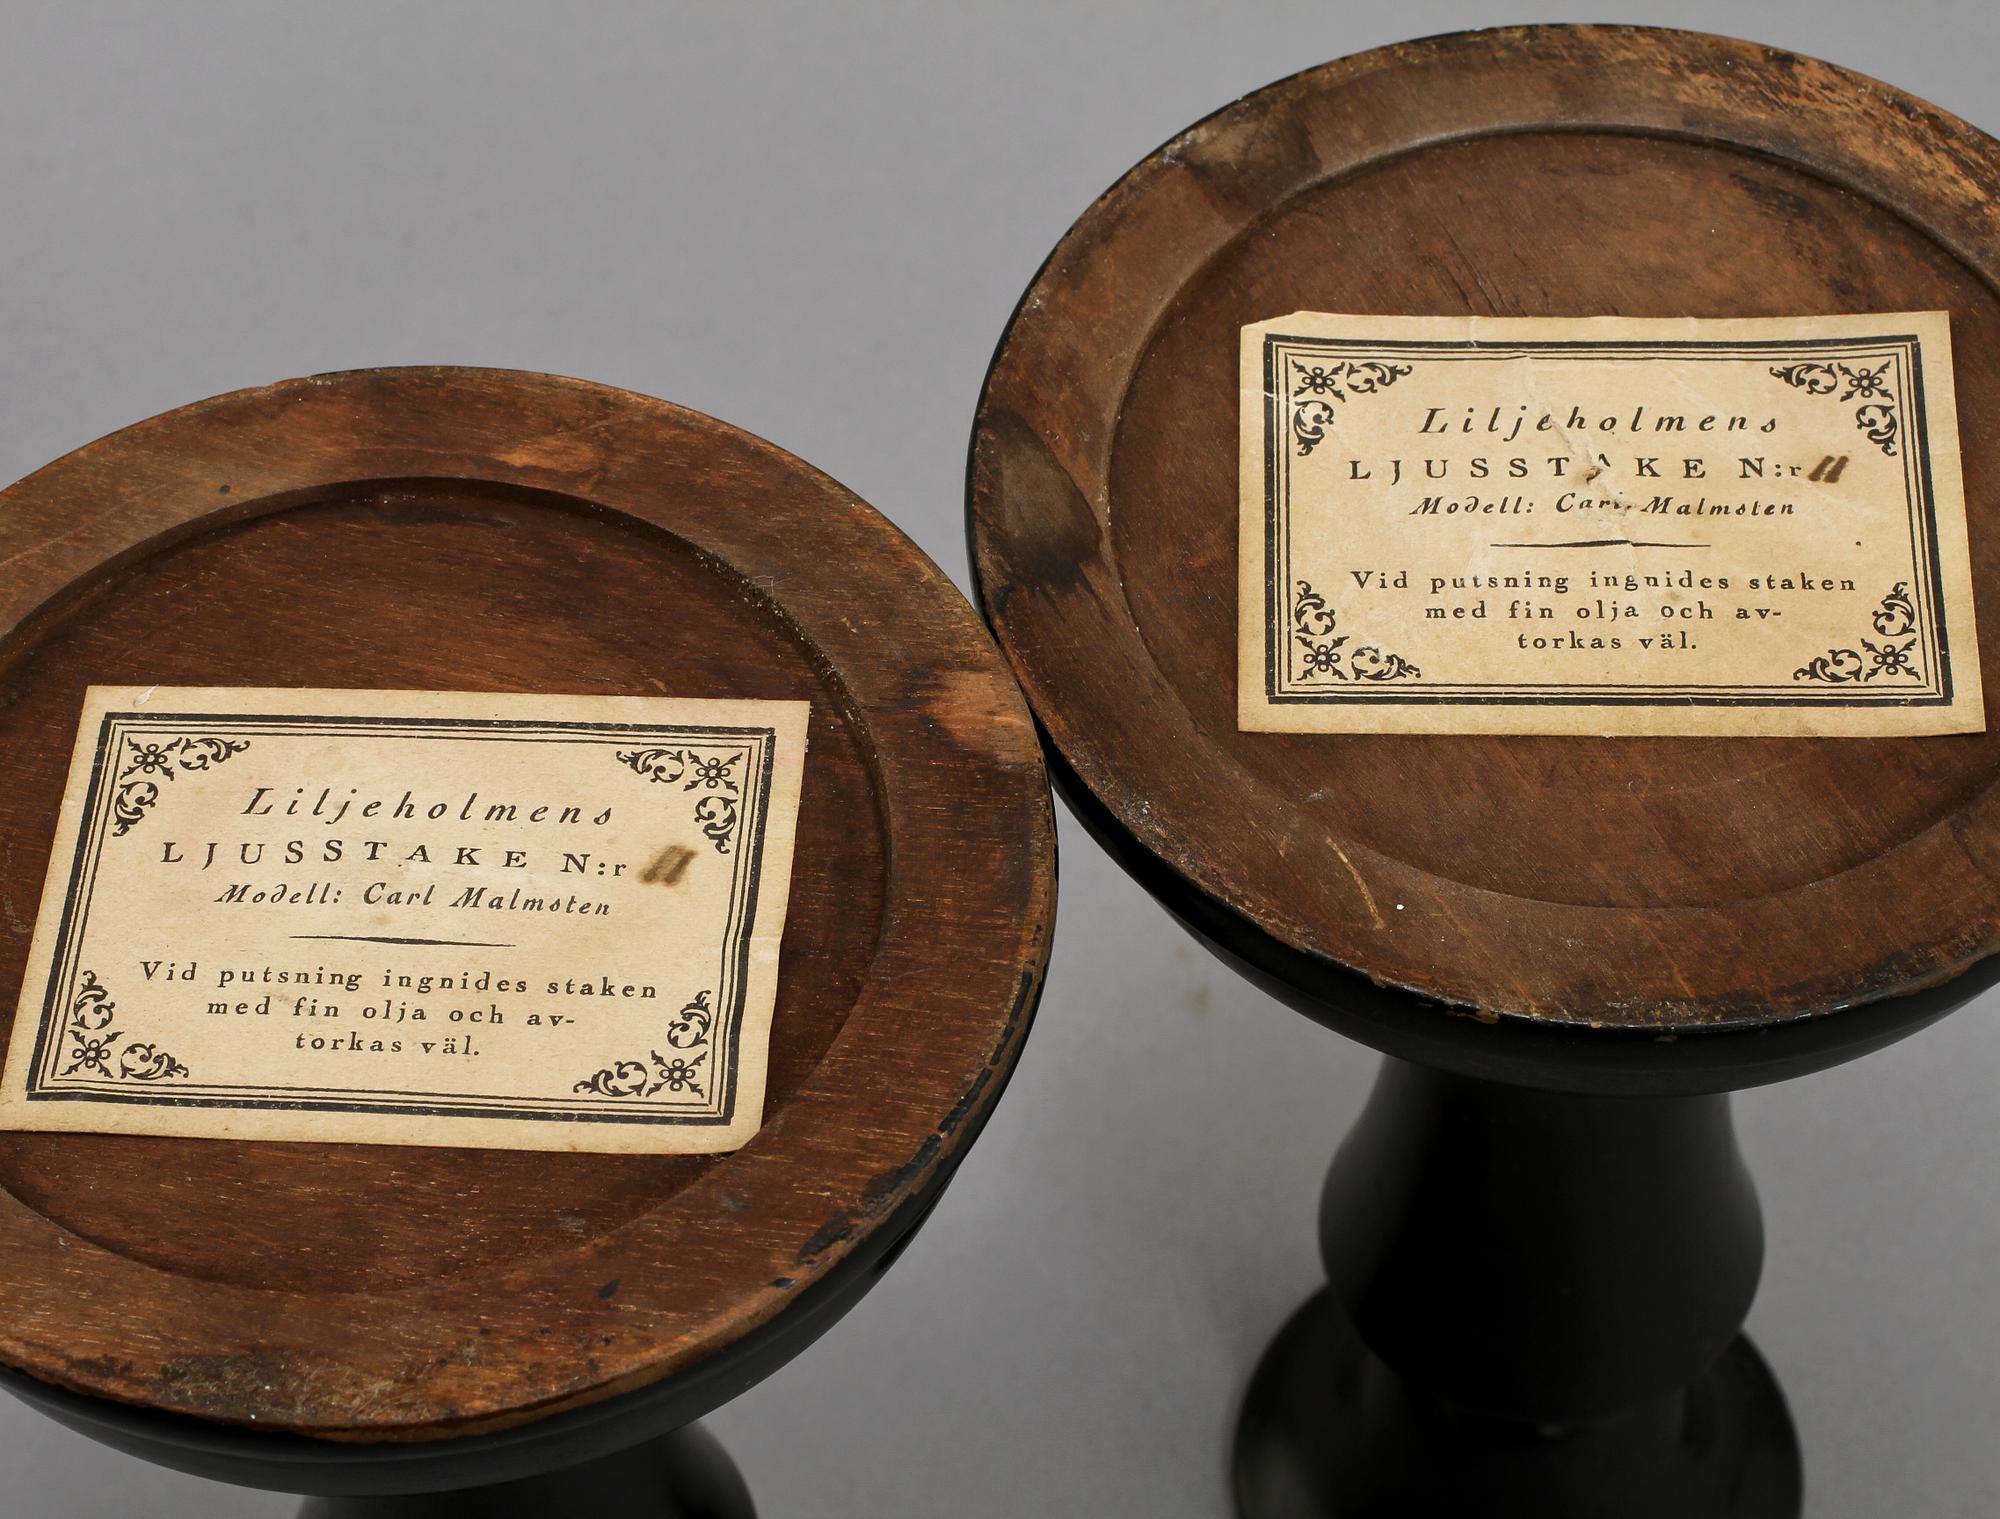 Liljeholmens
LJUSSTAKE N:r 11
Modell: Carl Malmsten
Vid putsning ingnides staken
med fin olja och av-
torkas väl.
Liljeholmens
LJUSSTAKE N:r 11
Modell: Carl Malmsten
Vid putsning ingnides staken
med fin olja och av-
torkas väl.